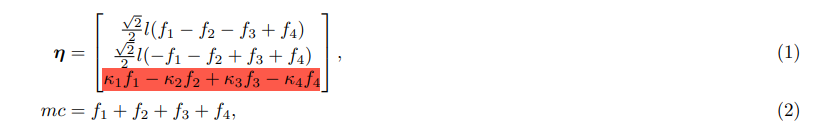 η = [ √2/2 l(f₁ − f₂ − f₃ + f₄)
√2/2 l(−f₁ − f₂ + f₃ + f₄)
κ₁f₁ − κ₂f₂ + κ₃f₃ − κ₄f₄ ] , (1)
mc = f₁ + f₂ + f₃ + f₄, (2)